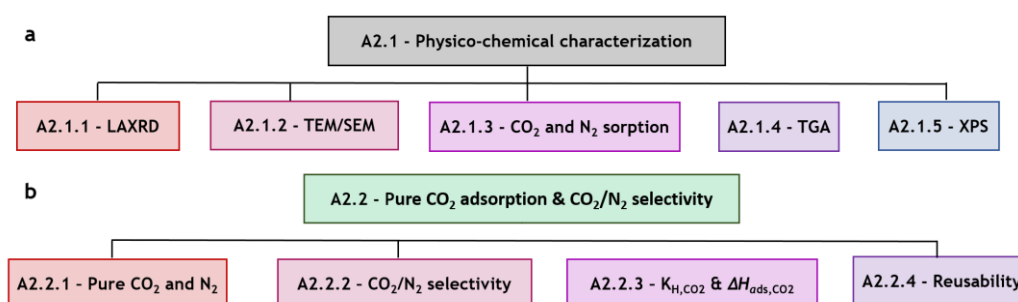 a
A2.1 - Physico-chemical characterization
A2.1.1 - LAXRD
A2.1.2 - TEM/SEM
A2.1.3 - CO₂ and N₂ sorption
A2.1.4 - TGA
A2.1.5 - XPS
b
A2.2 - Pure CO₂ adsorption & CO₂/N₂ selectivity
A2.2.1 - Pure CO₂ and N₂
A2.2.2 - CO₂/N₂ selectivity
A2.2.3 - K_H,CO2 & ΔH_ads,CO2
A2.2.4 - Reusability